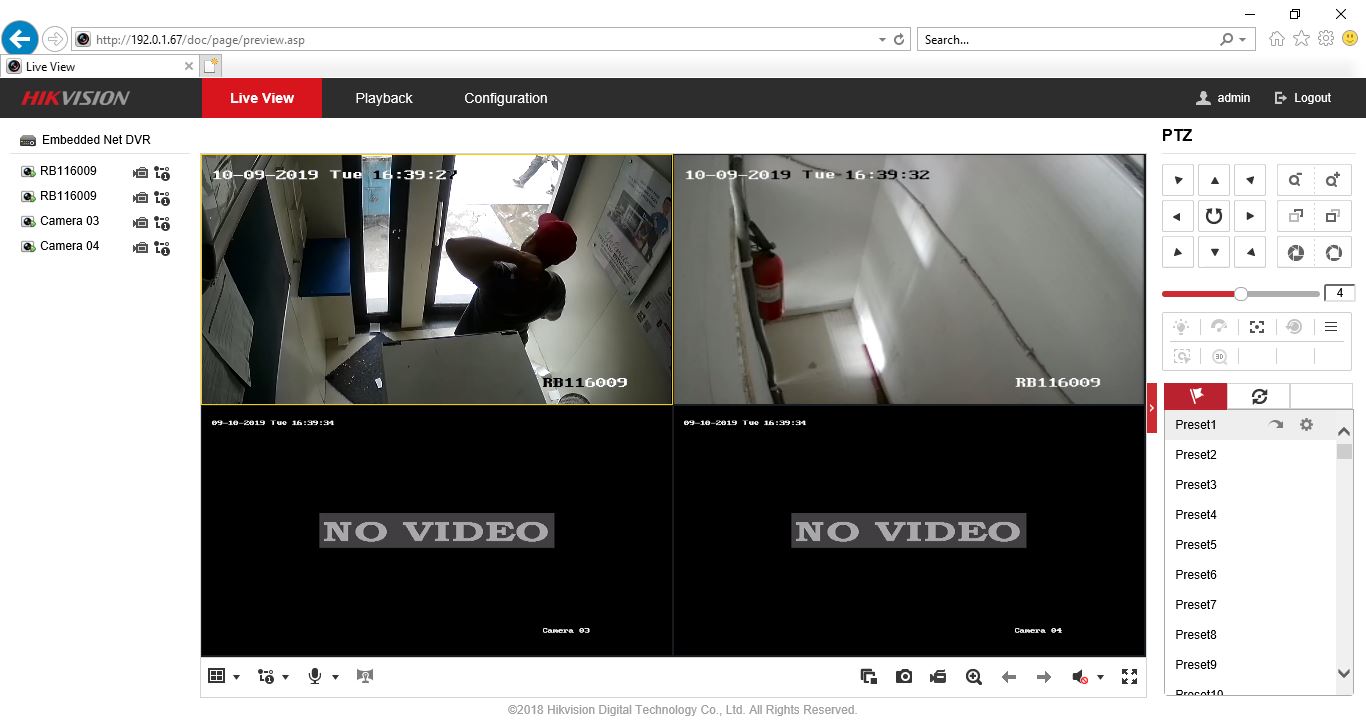 http://192.0.1.67/doc/page/preview.asp
Search...
Live View
HIKVISION
Live View
Playback
Configuration
admin
Logout
Embedded Net DVR
RB116009
RB116009
Camera 03
Camera 04
10-09-2019 Tue 16:39:27
RB116009
10-09-2019 Tue 16:39:32
RB116009
09-10-2019 Tue 16:39:34
NO VIDEO
Camera 03
09-10-2019 Tue 16:39:34
NO VIDEO
Camera 04
PTZ
4
3D
Preset1
Preset2
Preset3
Preset4
Preset5
Preset6
Preset7
Preset8
Preset9
Preset10
©2018 Hikvision Digital Technology Co., Ltd. All Rights Reserved.